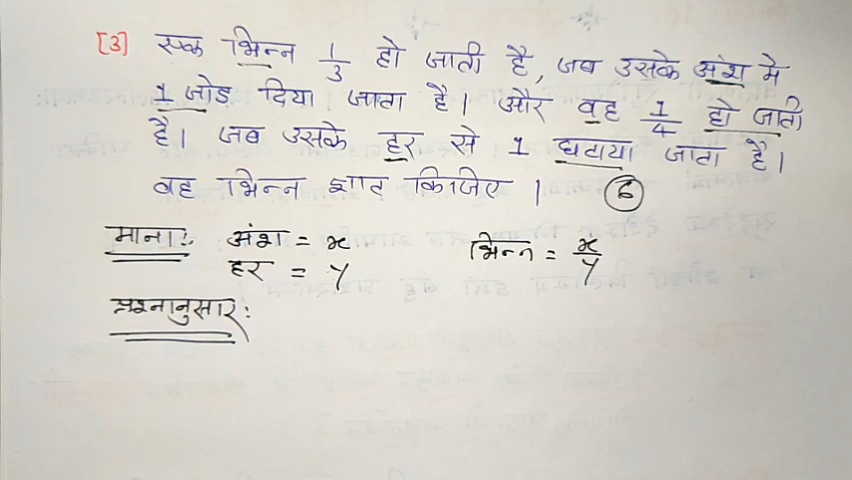 [3] एक भिन्न 1/3 हो जाती है, जब उसके अंश मे
1 जोड दिया जाता है। और वह 1/4 हो जाती
है। जब उसके हर से 1 घटाया जाता है।
वह भिन्न ज्ञात किजिए।
माना: अंश = x भिन्न = x/y
हर = y
प्रश्नानुसार: